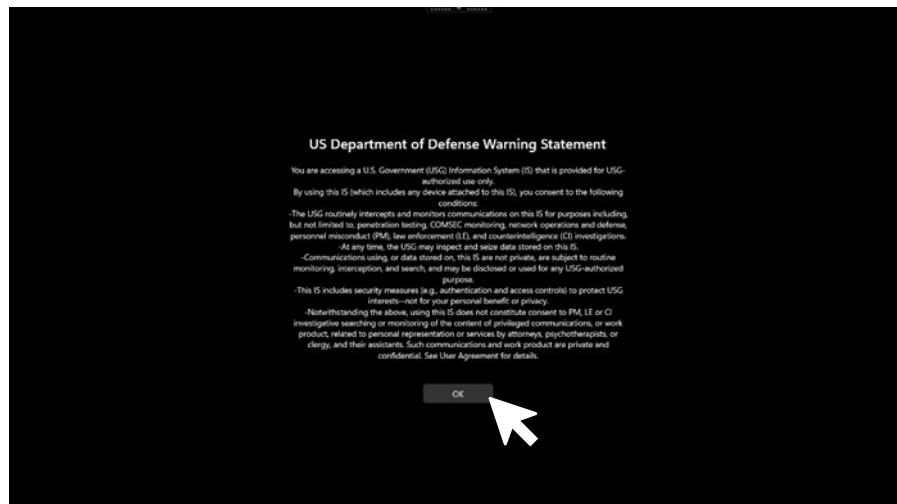 US Department of Defense Warning Statement
You are accessing a U.S. Government (USG) Information System (IS) that is provided for USG-
authorized use only.
By using this IS (which includes any device attached to this IS), you consent to the following
conditions:
-The USG routinely intercepts and monitors communications on this IS for purposes including,
but not limited to, penetration testing, COMSEC monitoring, network operations and defense,
personnel misconduct (PM), law enforcement (LE), and counterintelligence (CI) investigations.
-At any time, the USG may inspect and seize data stored on this IS.
-Communications using, or data stored on, this IS are not private, are subject to routine
monitoring, interception, and search, and may be disclosed or used for any USG-authorized
purpose.
-This IS includes security measures (e.g., authentication and access controls) to protect USG
interests--not for your personal benefit or privacy.
-Notwithstanding the above, using this IS does not constitute consent to PM, LE or CI
investigative searching or monitoring of the content of privileged communications, or work
product, related to personal representation or services by attorneys, psychotherapists, or
clergy, and their assistants. Such communications and work product are private and
confidential. See User Agreement for details.
OK